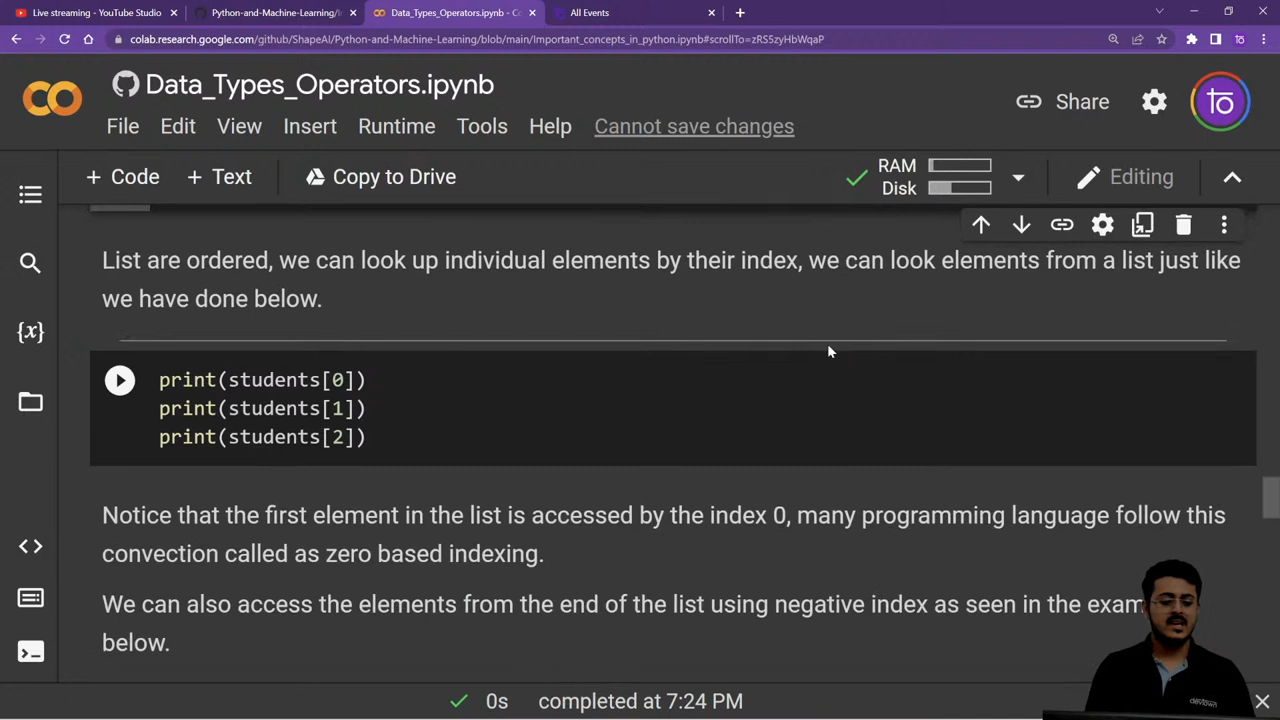 Live streaming - YouTube Studio
Python-and-Machine-Learning/I
Data_Types_Operators.ipynb - Co
All Events
colab.research.google.com/github/ShapeAI/Python-and-Machine-Learning/blob/main/Important_concepts_in_python.ipynb#scrollTo=zRS5zyHbWqaP
Data_Types_Operators.ipynb
Share
File Edit View Insert Runtime Tools Help Cannot save changes
+ Code + Text Copy to Drive
RAM
Disk
Editing
List are ordered, we can look up individual elements by their index, we can look elements from a list just like
we have done below.
print(students[0])
print(students[1])
print(students[2])
Notice that the first element in the list is accessed by the index 0, many programming language follow this
convection called as zero based indexing.
We can also access the elements from the end of the list using negative index as seen in the exam
below.
0s completed at 7:24 PM
devtown